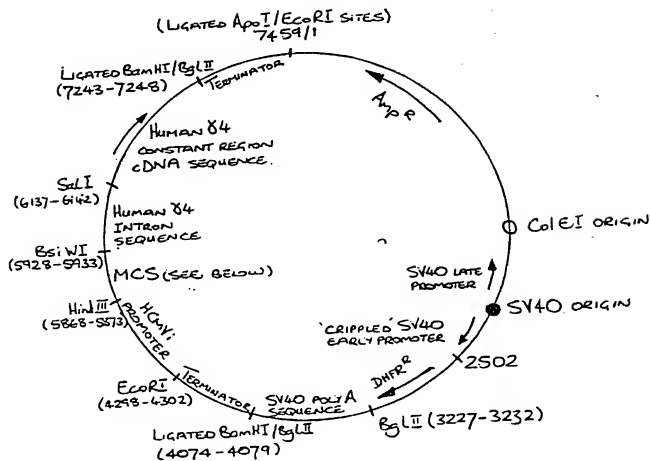 (LIGATED ApoI/EcoRI SITES)
7459/1
LIGATED BamHI/BglII
(7243-7248)
TERMINATOR
AmpR
HUMAN γ4
CONSTANT REGION
cDNA SEQUENCE.
SalI
(6137-6142)
HUMAN γ4
INTRON
SEQUENCE
ColEI ORIGIN
BsiWI
(5928-5933)
MCS (SEE BELOW)
SV40 LATE
PROMOTER
HindIII
(5868-5873)
HCMVi
PROMOTER
SV40 ORIGIN
'CRIPPLED' SV40
EARLY PROMOTER
2502
DHFR R
EcoRI
(4298-4302)
TERMINATOR
SV40 POLYA
SEQUENCE
BglII (3227-3232)
LIGATED BamHI/BglII
(4074-4079)